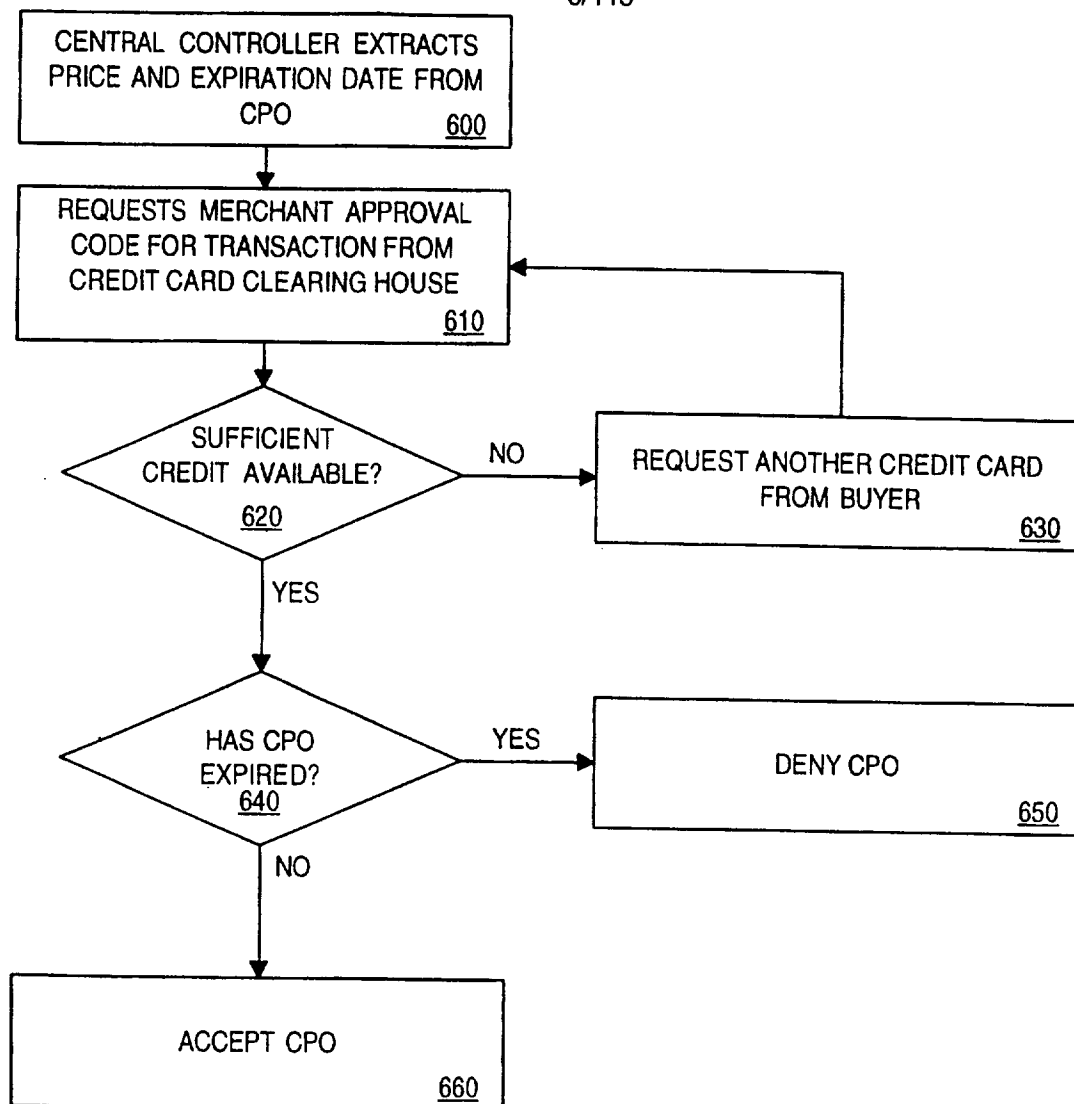 CENTRAL CONTROLLER EXTRACTS
PRICE AND EXPIRATION DATE FROM
CPO
600
REQUESTS MERCHANT APPROVAL
CODE FOR TRANSACTION FROM
CREDIT CARD CLEARING HOUSE
610
SUFFICIENT
CREDIT AVAILABLE?
620
NO
REQUEST ANOTHER CREDIT CARD
FROM BUYER
630
YES
HAS CPO
EXPIRED?
640
YES
DENY CPO
650
NO
ACCEPT CPO
660